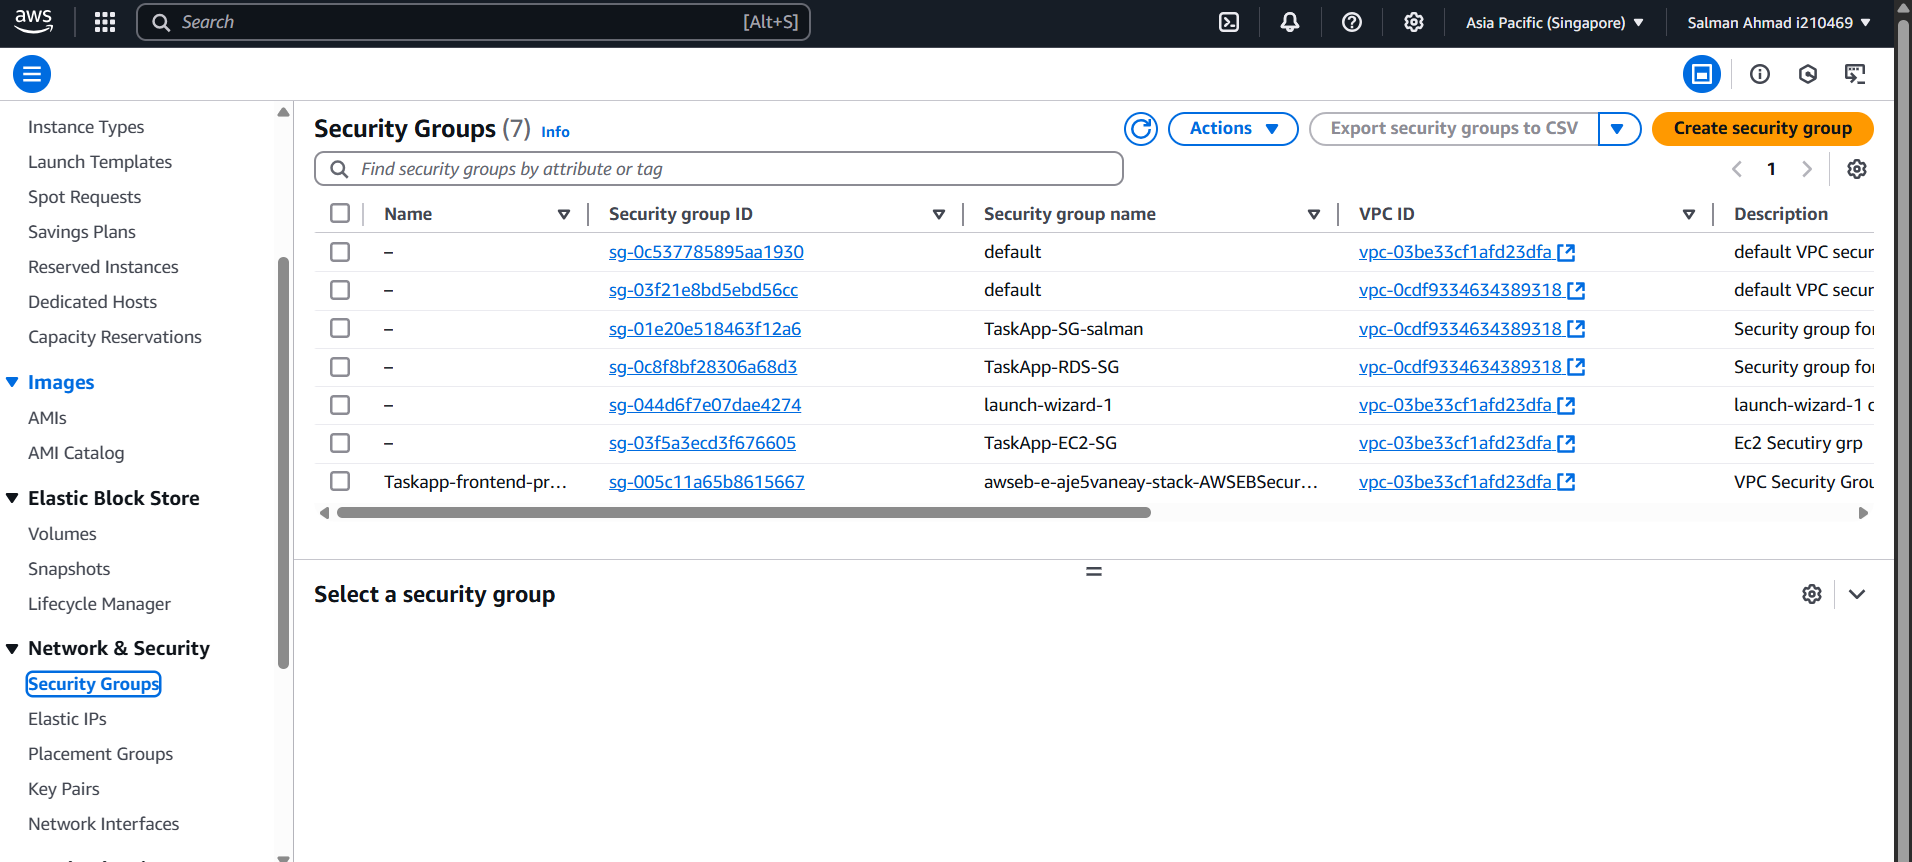 aws Search [Alt+S] Asia Pacific (Singapore) Salman Ahmad i210469
Instance Types
Launch Templates
Spot Requests
Savings Plans
Reserved Instances
Dedicated Hosts
Capacity Reservations
Images
AMIs
AMI Catalog
Elastic Block Store
Volumes
Snapshots
Lifecycle Manager
Network & Security
Security Groups
Elastic IPs
Placement Groups
Key Pairs
Network Interfaces
Security Groups (7) Info Actions Export security groups to CSV Create security group
Find security groups by attribute or tag 1
Name Security group ID Security group name VPC ID Description
– sg-0c537785895aa1930 default vpc-03be33cf1afd23dfa default VPC secur
– sg-03f21e8bd5ebd56cc default vpc-0cdf9334634389318 default VPC secur
– sg-01e20e518463f12a6 TaskApp-SG-salman vpc-0cdf9334634389318 Security group for
– sg-0c8f8bf28306a68d3 TaskApp-RDS-SG vpc-0cdf9334634389318 Security group for
– sg-044d6f7e07dae4274 launch-wizard-1 vpc-03be33cf1afd23dfa launch-wizard-1 c
– sg-03f5a3ecd3f676605 TaskApp-EC2-SG vpc-03be33cf1afd23dfa Ec2 Secutiry grp
Taskapp-frontend-pr... sg-005c11a65b8615667 awseb-e-aje5vaneay-stack-AWSEBSecur... vpc-03be33cf1afd23dfa VPC Security Grou
Select a security group